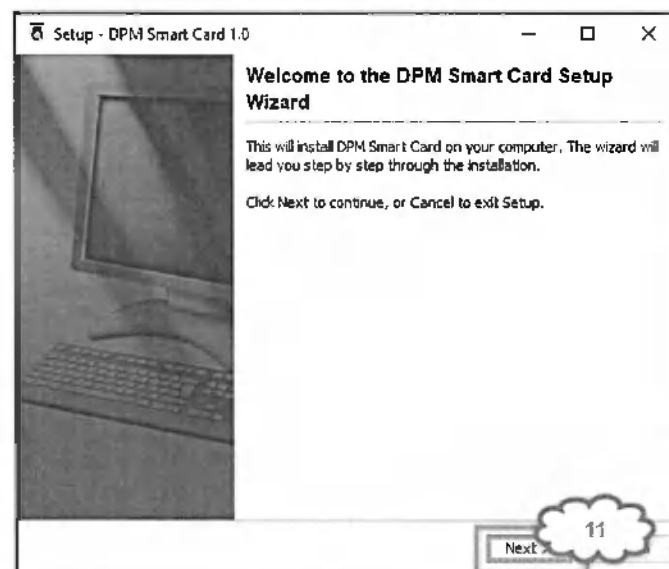 Setup - DPM Smart Card 1.0
Welcome to the DPM Smart Card Setup
Wizard
This will install DPM Smart Card on your computer. The wizard will
lead you step by step through the installation.
Click Next to continue, or Cancel to exit Setup.
Next >
11